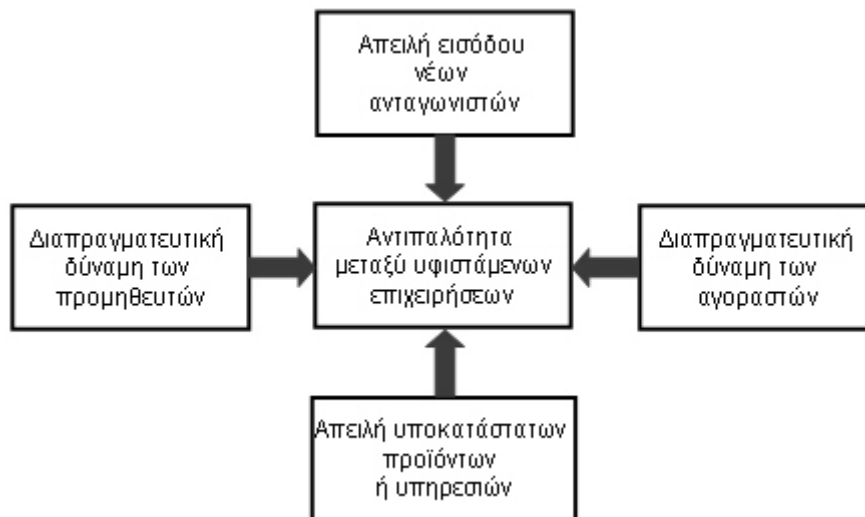 Απειλή εισόδου
νέων
ανταγωνιστών
Διαπραγματευτική
δύναμη των
προμηθευτών
Αντιπαλότητα
μεταξύ υφιστάμενων
επιχειρήσεων
Διαπραγματευτική
δύναμη των
αγοραστών
Απειλή υποκατάστατων
προϊόντων
ή υπηρεσιών